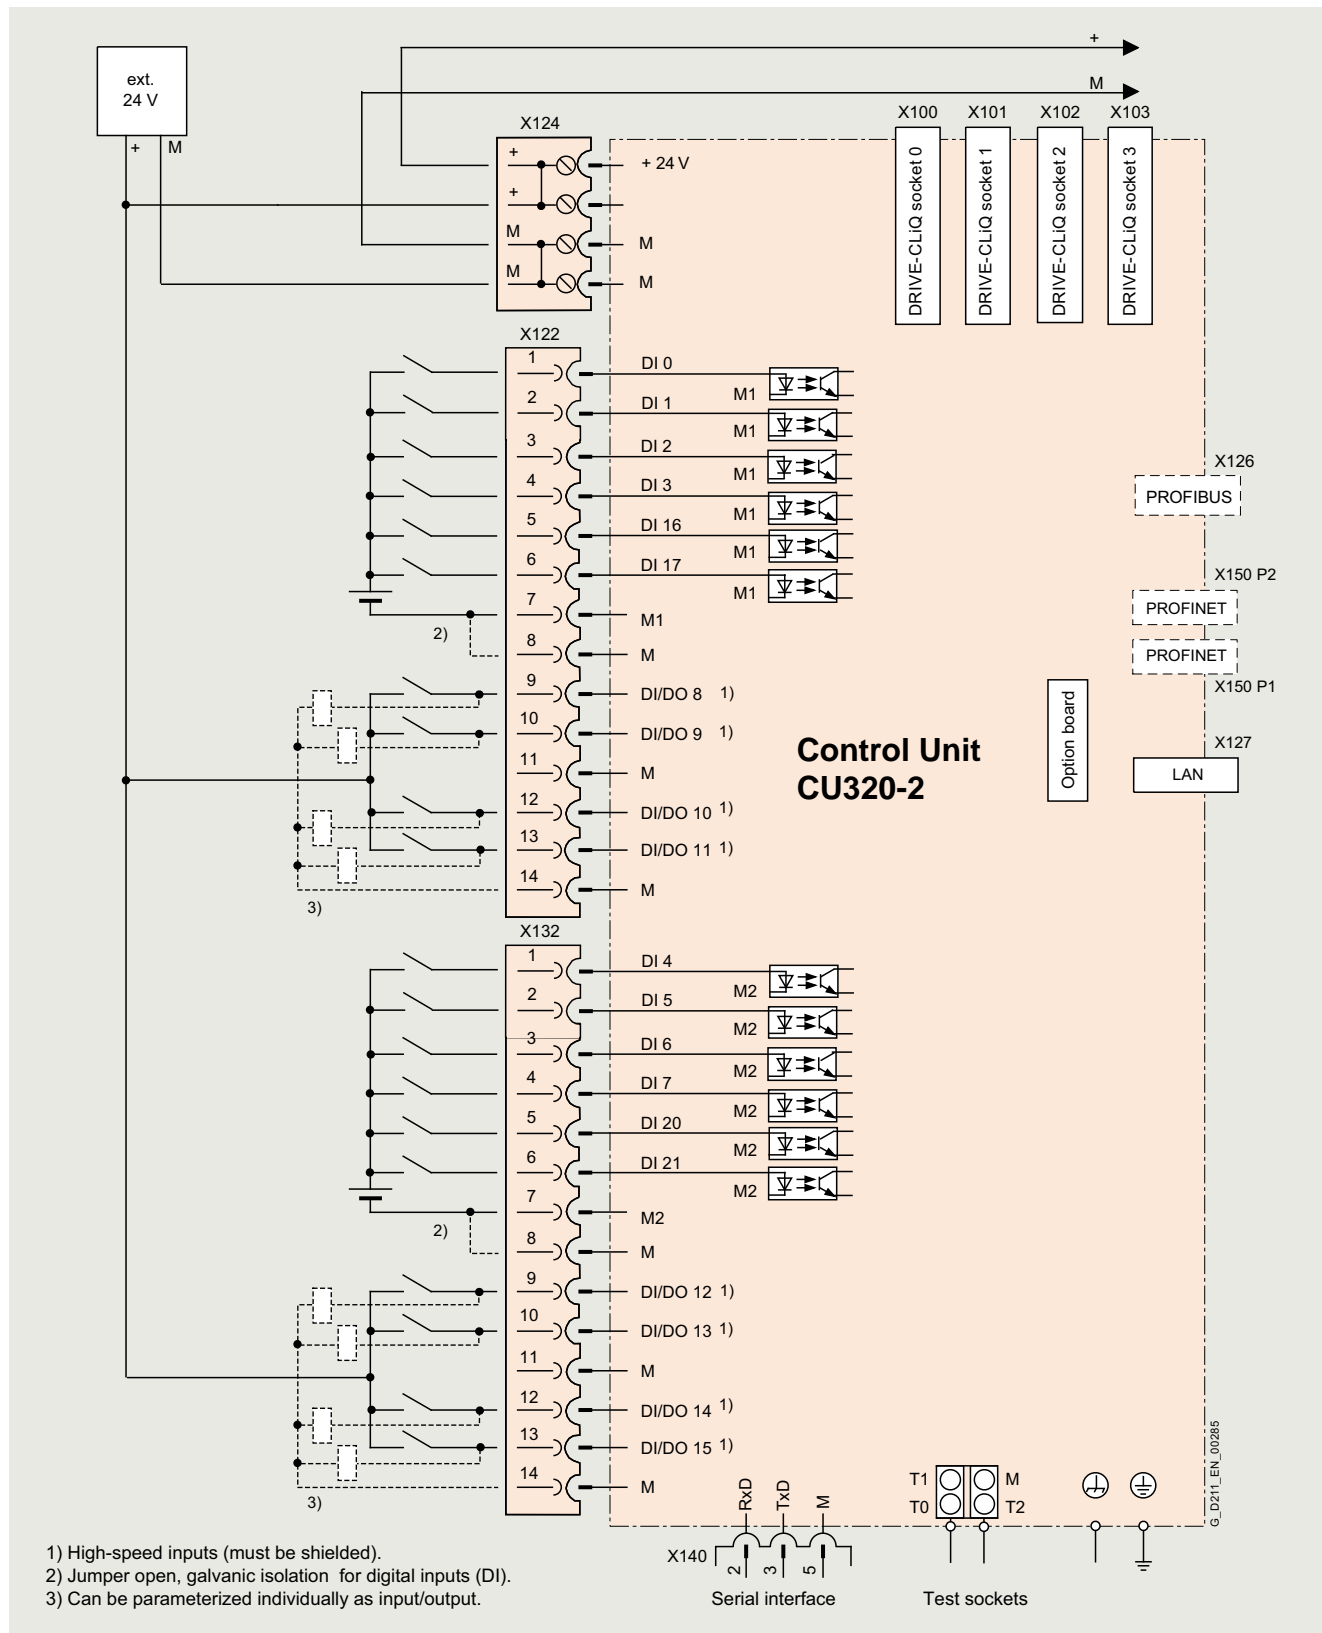 +
M
ext.
24 V
+ M
X124
X100 X101 X102 X103
DRIVE-CLiQ socket 0
DRIVE-CLiQ socket 1
DRIVE-CLiQ socket 2
DRIVE-CLiQ socket 3
+ + 24 V
+
M M
M M
X122
1 DI 0
M1
2 DI 1
M1
3 DI 2
M1
4 DI 3
M1
5 DI 16
M1
6 DI 17
M1
7 M1
2)
8 M
9 DI/DO 8 1)
10 DI/DO 9 1)
11 M
12 DI/DO 10 1)
13 DI/DO 11 1)
14 M
3)
X126
PROFIBUS
X150 P2
PROFINET
PROFINET
X150 P1
Option board
X127
LAN
Control Unit
CU320-2
X132
1 DI 4
M2
2 DI 5
M2
3 DI 6
M2
4 DI 7
M2
5 DI 20
M2
6 DI 21
M2
7 M2
2)
8 M
9 DI/DO 12 1)
10 DI/DO 13 1)
11 M
12 DI/DO 14 1)
13 DI/DO 15 1)
14 M
3)
RxD TxD M
T1 M
T0 T2
G_D211_EN_00285
X140 2 3 5
Serial interface
Test sockets
1) High-speed inputs (must be shielded).
2) Jumper open, galvanic isolation for digital inputs (DI).
3) Can be parameterized individually as input/output.